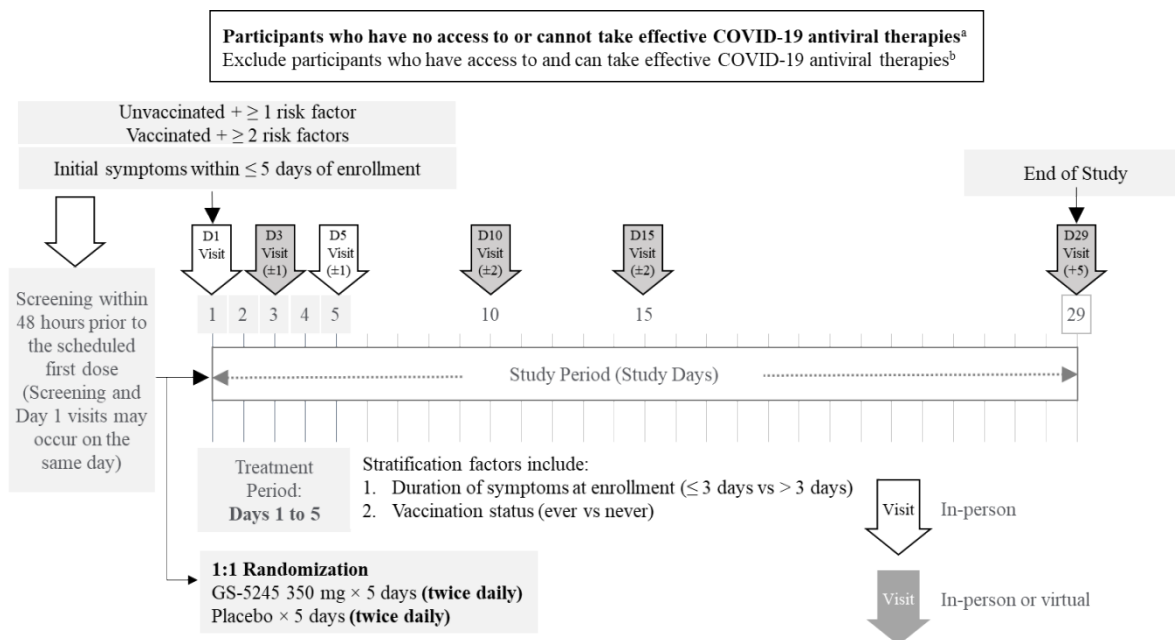 Participants who have no access to or cannot take effective COVID-19 antiviral therapiesᵃ
Exclude participants who have access to and can take effective COVID-19 antiviral therapiesᵇ
Unvaccinated + ≥ 1 risk factor
Vaccinated + ≥ 2 risk factors
Initial symptoms within ≤ 5 days of enrollment
End of Study
D1
Visit
D3
Visit
(±1)
D5
Visit
(±1)
D10
Visit
(±2)
D15
Visit
(±2)
D29
Visit
(+5)
Screening within
48 hours prior to
the scheduled
first dose
(Screening and
Day 1 visits may
occur on the
same day)
1 2 3 4 5 10 15 29
Study Period (Study Days)
Treatment
Period:
Days 1 to 5
Stratification factors include:
1. Duration of symptoms at enrollment (≤ 3 days vs > 3 days)
2. Vaccination status (ever vs never)
Visit In-person
1:1 Randomization
GS-5245 350 mg × 5 days (twice daily)
Placebo × 5 days (twice daily)
Visit In-person or virtual